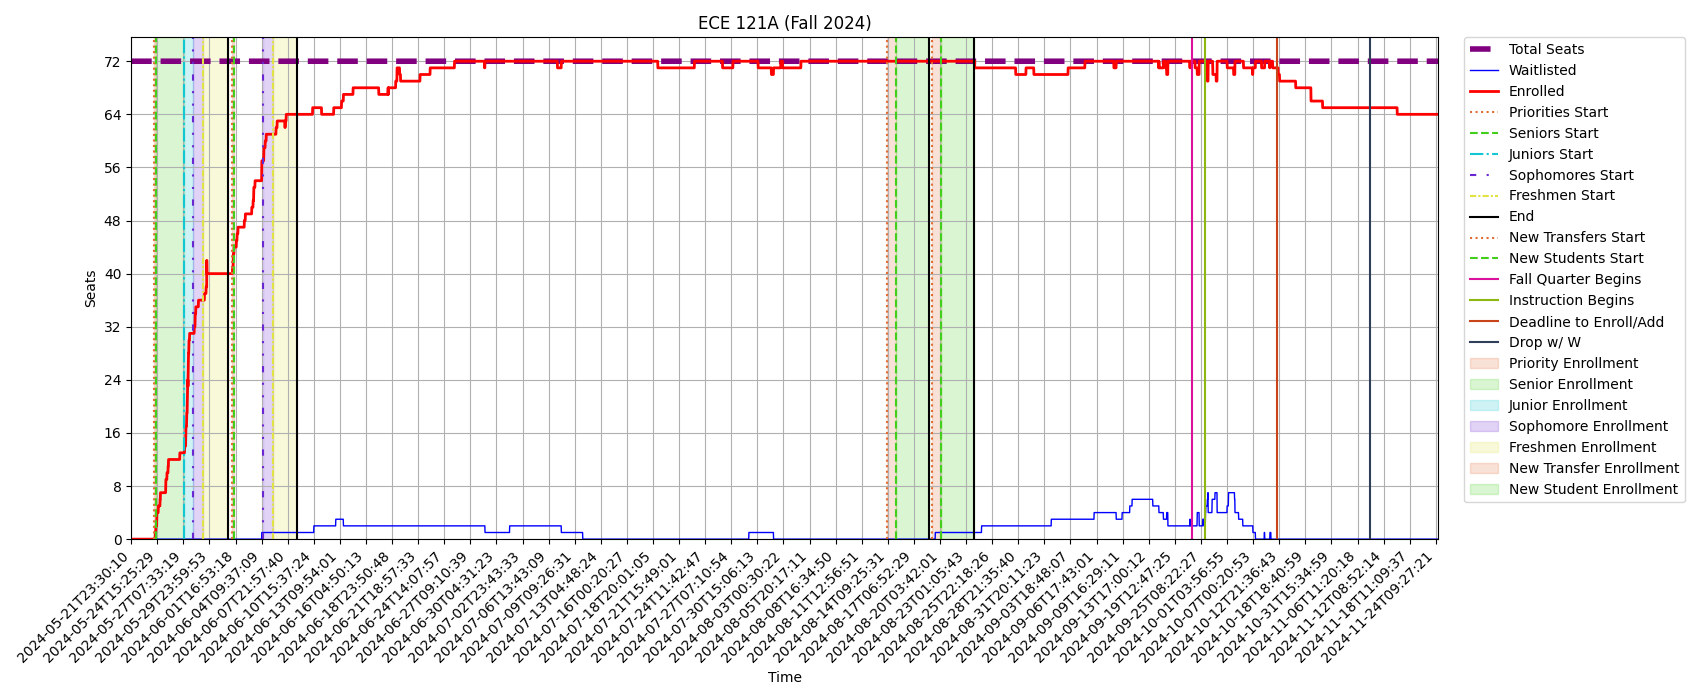 ECE 121A (Fall 2024)
Seats
72
64
56
48
40
32
24
16
8
0
2024-05-21T23:30:10
2024-05-24T15:25:29
2024-05-27T07:33:19
2024-05-29T23:59:53
2024-06-01T16:53:18
2024-06-04T09:37:09
2024-06-07T21:57:40
2024-06-10T15:37:24
2024-06-13T09:54:01
2024-06-16T04:50:13
2024-06-18T23:50:48
2024-06-21T18:57:33
2024-06-24T14:07:57
2024-06-27T09:10:39
2024-06-30T04:31:23
2024-07-02T23:43:33
2024-07-06T13:43:09
2024-07-09T09:26:31
2024-07-13T04:48:24
2024-07-16T00:20:27
2024-07-18T20:01:05
2024-07-21T15:49:01
2024-07-24T11:42:47
2024-07-27T07:10:54
2024-07-30T15:06:13
2024-08-03T00:30:22
2024-08-05T20:17:11
2024-08-08T16:34:50
2024-08-11T12:56:51
2024-08-14T09:25:31
2024-08-17T06:52:29
2024-08-20T03:42:01
2024-08-23T01:05:43
2024-08-25T22:18:26
2024-08-28T21:35:40
2024-08-31T20:11:23
2024-09-03T18:48:07
2024-09-06T17:43:01
2024-09-09T16:29:11
2024-09-13T17:00:12
2024-09-19T12:47:25
2024-09-25T08:22:27
2024-10-01T03:56:55
2024-10-07T00:20:53
2024-10-12T21:36:43
2024-10-18T18:40:59
2024-10-31T15:34:59
2024-11-06T11:20:18
2024-11-12T08:52:14
2024-11-18T11:09:37
2024-11-24T09:27:21
Time
Total Seats
Waitlisted
Enrolled
Priorities Start
Seniors Start
Juniors Start
Sophomores Start
Freshmen Start
End
New Transfers Start
New Students Start
Fall Quarter Begins
Instruction Begins
Deadline to Enroll/Add
Drop w/ W
Priority Enrollment
Senior Enrollment
Junior Enrollment
Sophomore Enrollment
Freshmen Enrollment
New Transfer Enrollment
New Student Enrollment